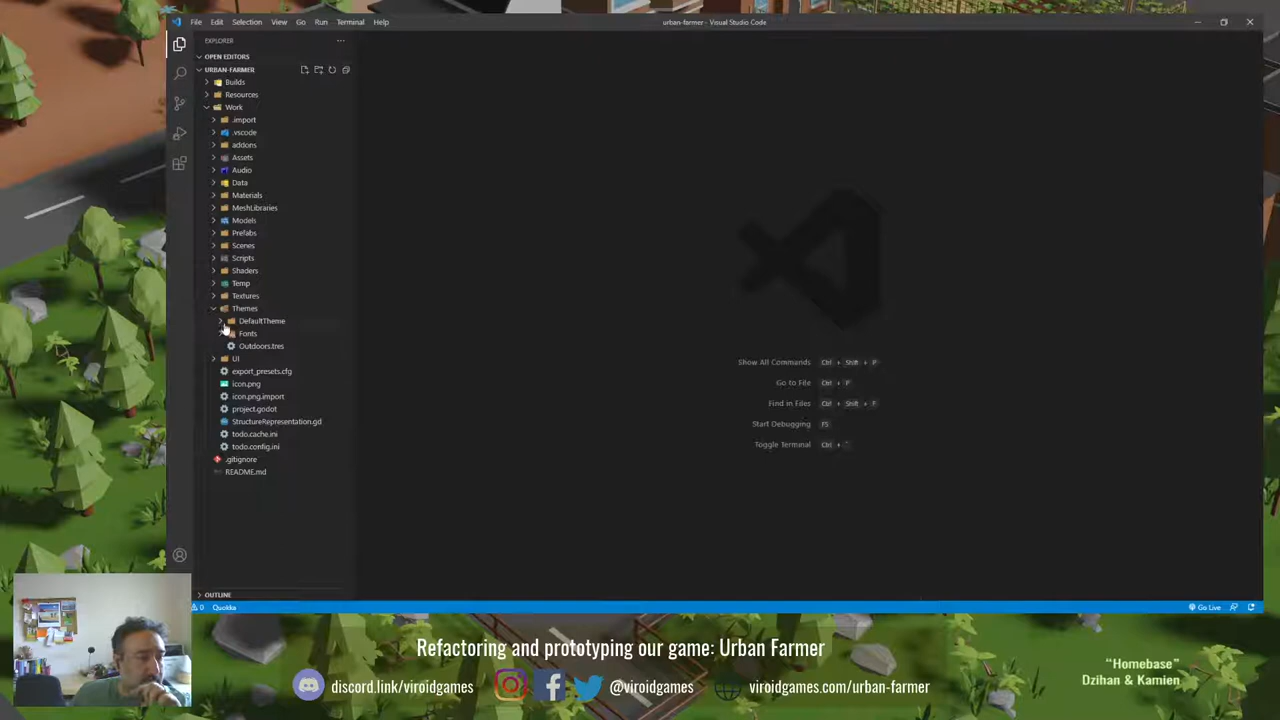 File Edit Selection View Go Run Terminal Help
urban-farmer - Visual Studio Code
EXPLORER
OPEN EDITORS
URBAN-FARMER
Builds
Resources
Work
.import
.vscode
addons
Assets
Audio
Data
Materials
MeshLibraries
Models
Prefabs
Scenes
Scripts
Shaders
Temp
Textures
Themes
DefaultTheme
Fonts
Outdoors.tres
UI
export_presets.cfg
icon.png
icon.png.import
project.godot
StructureRepresentation.gd
todo.cache.ini
todo.config.ini
.gitignore
README.md
Show All Commands Ctrl + Shift + P
Go to File Ctrl + P
Find in Files Ctrl + Shift + F
Start Debugging F5
Toggle Terminal Ctrl + `
OUTLINE
0 Quokka
Go Live
Refactoring and prototyping our game: Urban Farmer
discord.link/viroidgames
@viroidgames
viroidgames.com/urban-farmer
"Homebase"
Dzihan & Kamien